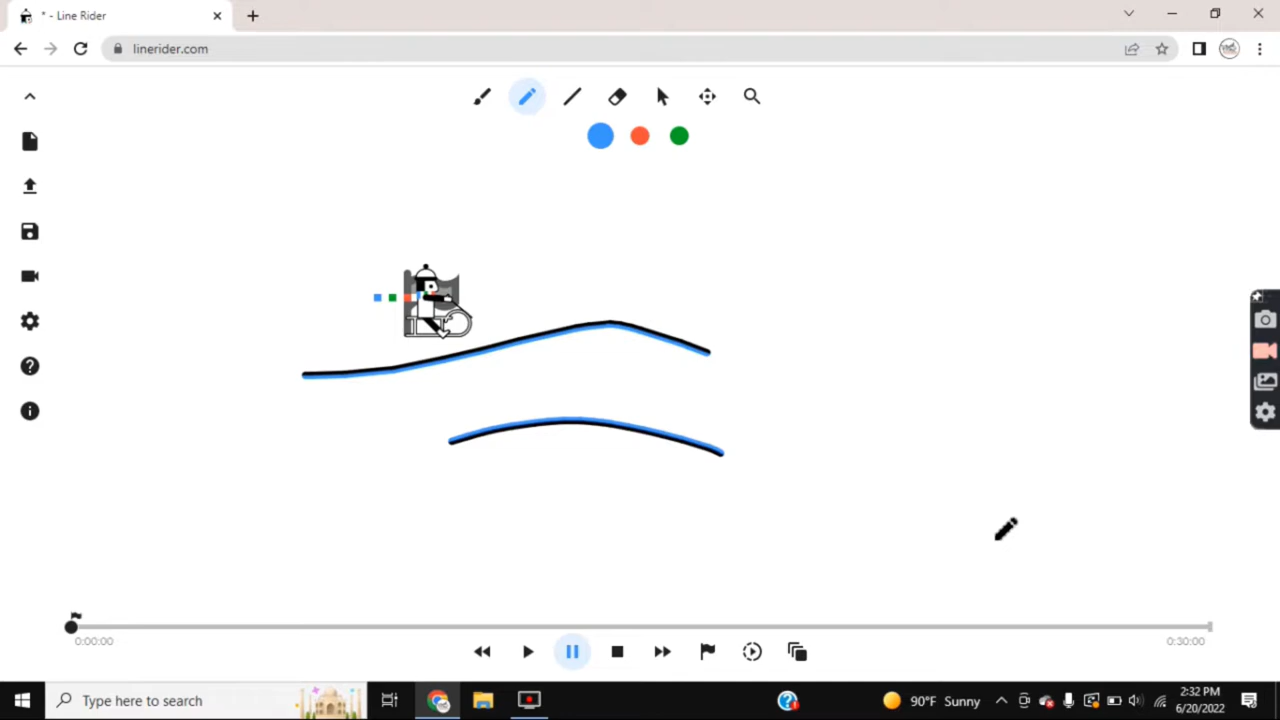 * - Line Rider
linerider.com
0:00:00
0:30:00
Type here to search
90°F Sunny
2:32 PM
6/20/2022